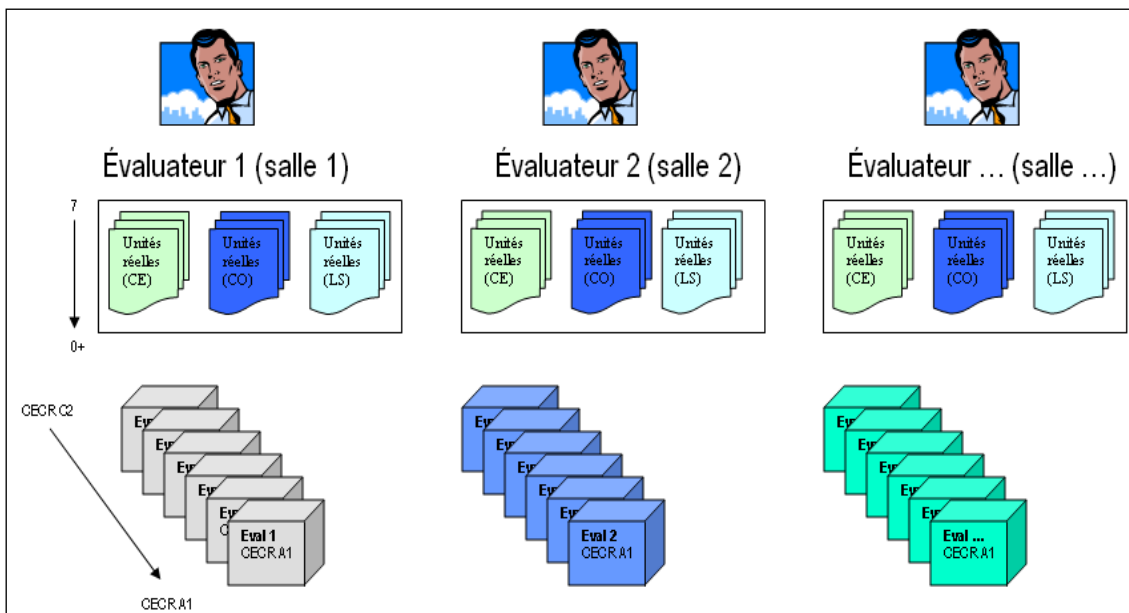 Évaluateur 1 (salle 1)
Évaluateur 2 (salle 2)
Évaluateur ... (salle ...)
7
0+
Unités
réelles
(CE)
Unités
réelles
(CO)
Unités
réelles
(LS)
Unités
réelles
(CE)
Unités
réelles
(CO)
Unités
réelles
(LS)
Unités
réelles
(CE)
Unités
réelles
(CO)
Unités
réelles
(LS)
CECR C2
CECR A1
Eval 1
CECR A1
Eval 2
CECR A1
Eval ...
CECR A1